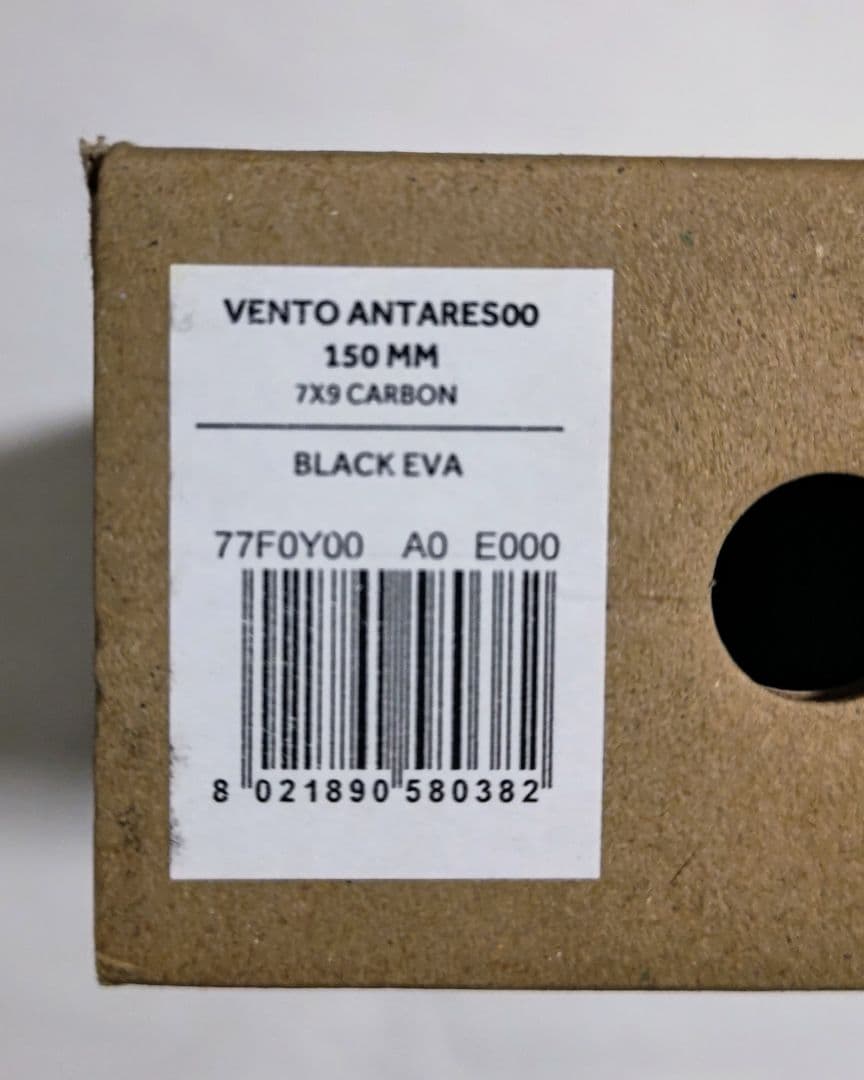 VENTO ANTARES00
150 MM
7X9 CARBON
BLACK EVA
77F0Y00 A0 E000
8 021890 580382